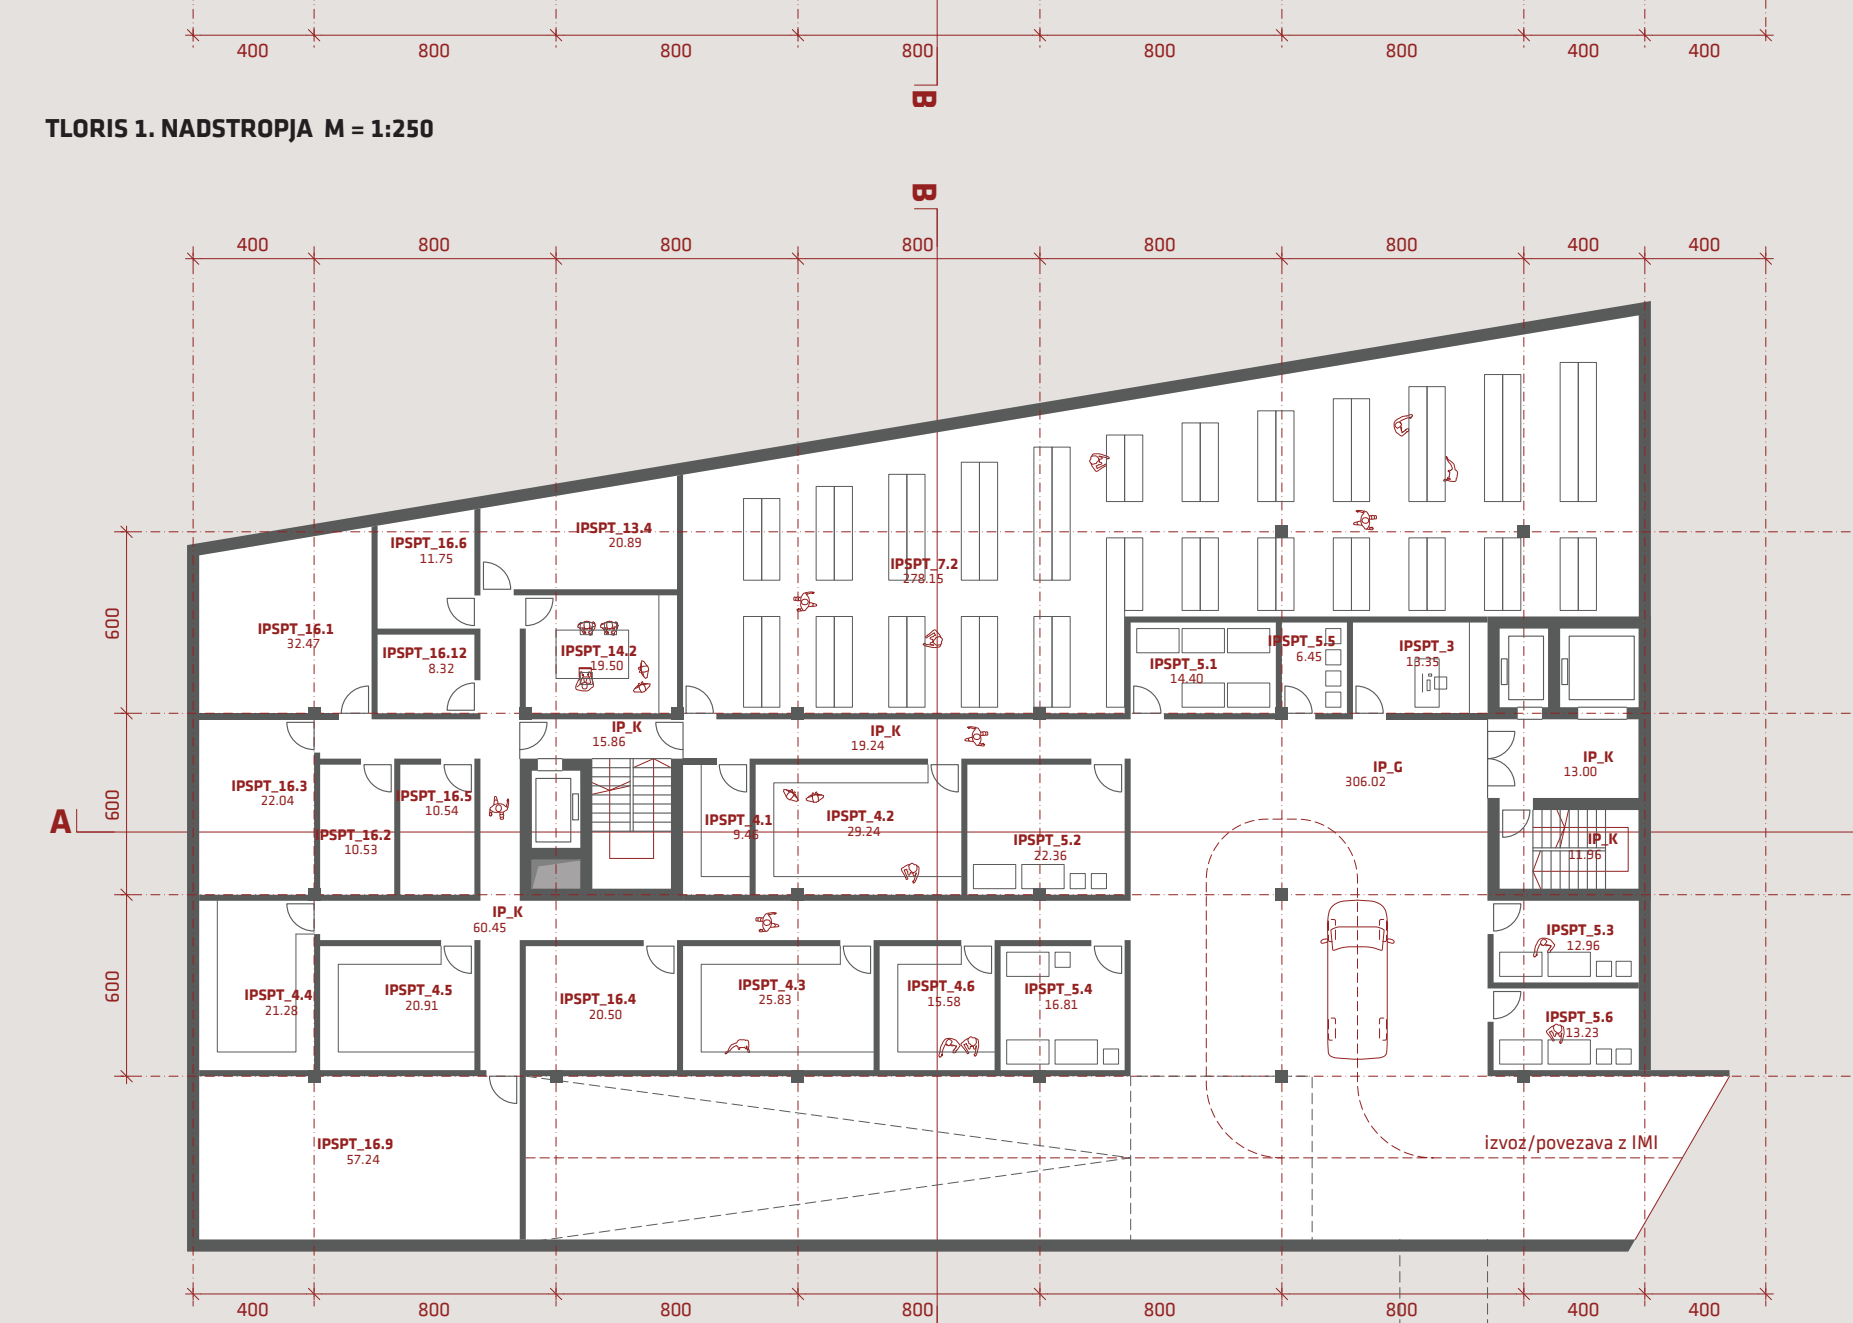 400 800 800 800 800 800 400 400
B
TLORIS 1. NADSTROPJA M = 1:250
B
400 800 800 800 800 800 400 400
IPSPT_13.4
20.89
IPSPT_16.6
11.75
IPSPT_7.2
278.15
600
IPSPT_16.1
32.47
IPSPT_16.12
8.32
IPSPT_14.2
19.50
IPSPT_5.1
14.40
IPSPT_5.5
6.45
IPSPT_3
13.35
IP_K
15.86
IP_K
19.24
IP_G
306.02
IP_K
13.00
600
A
IPSPT_16.3
22.04
IPSPT_16.2
10.53
IPSPT_16.5
10.54
IPSPT_4.1
9.46
IPSPT_4.2
29.24
IPSPT_5.2
22.36
IP_K
11.96
IP_K
60.45
600
IPSPT_4.4
21.28
IPSPT_4.5
20.91
IPSPT_16.4
20.50
IPSPT_4.3
25.83
IPSPT_4.6
15.58
IPSPT_5.4
16.81
IPSPT_5.3
12.96
IPSPT_5.6
13.23
IPSPT_16.9
57.24
izvoz/povezava z IMI
400 800 800 800 800 800 400 400